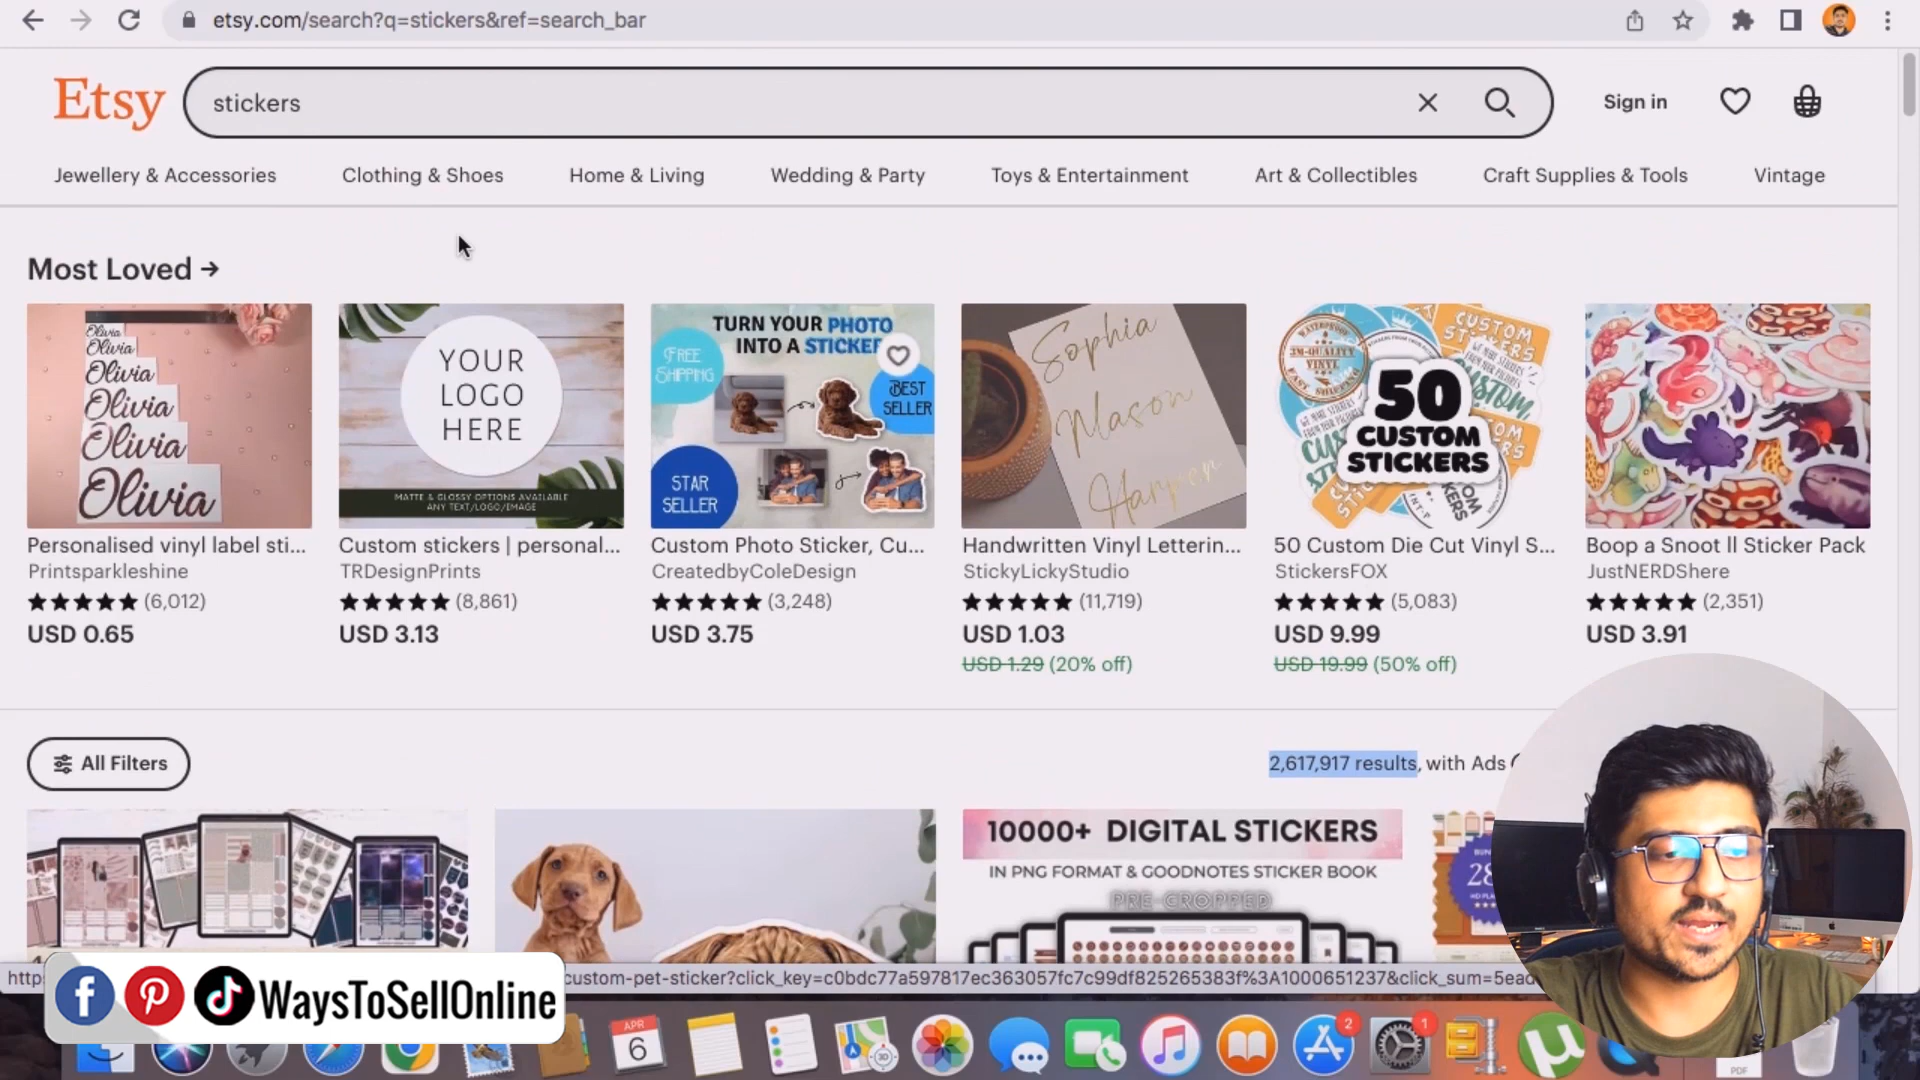 etsy.com/search?q=stickers&ref=search_bar
Etsy
stickers
Sign in
Jewellery & Accessories
Clothing & Shoes
Home & Living
Wedding & Party
Toys & Entertainment
Art & Collectibles
Craft Supplies & Tools
Vintage
Most Loved →
Olivia
Olivia
Olivia
Olivia
Olivia
Olivia
YOUR
LOGO
HERE
MATTE & GLOSSY OPTIONS AVAILABLE
ANY TEXT/LOGO/IMAGE
TURN YOUR PHOTO
INTO A STICKER
FREE
SHIPPING
BEST
SELLER
STAR
SELLER
Sophia
Mason
Harper
50
CUSTOM
STICKERS
Personalised vinyl label sti...
Printsparkleshine
(6,012)
USD 0.65
Custom stickers | personal...
TRDesignPrints
(8,861)
USD 3.13
Custom Photo Sticker, Cu...
CreatedbyColeDesign
(3,248)
USD 3.75
Handwritten Vinyl Letterin...
StickyLickyStudio
(11,719)
USD 1.03
USD 1.29 (20% off)
50 Custom Die Cut Vinyl S...
StickersFOX
(5,083)
USD 9.99
USD 19.99 (50% off)
Boop a Snoot ll Sticker Pack
JustNERDShere
(2,351)
USD 3.91
All Filters
2,617,917 results, with Ads
10000+ DIGITAL STICKERS
IN PNG FORMAT & GOODNOTES STICKER BOOK
PRE-CROPPED
custom-pet-sticker?click_key=c0bdc77a597817ec363057fc7c99df825265383f%3A1000651237&click_sum=5ead
WaysToSellOnline
APR
6
3D
2
1
PDF